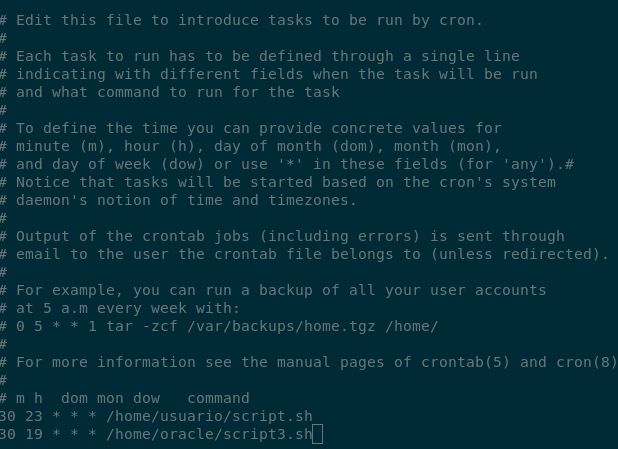 # Edit this file to introduce tasks to be run by cron.
#
# Each task to run has to be defined through a single line
# indicating with different fields when the task will be run
# and what command to run for the task
#
# To define the time you can provide concrete values for
# minute (m), hour (h), day of month (dom), month (mon),
# and day of week (dow) or use '*' in these fields (for 'any').#
# Notice that tasks will be started based on the cron's system
# daemon's notion of time and timezones.
#
# Output of the crontab jobs (including errors) is sent through
# email to the user the crontab file belongs to (unless redirected).
#
# For example, you can run a backup of all your user accounts
# at 5 a.m every week with:
# 0 5 * * 1 tar -zcf /var/backups/home.tgz /home/
#
# For more information see the manual pages of crontab(5) and cron(8)
#
# m h  dom mon dow   command
30 23 * * * /home/usuario/script.sh
30 19 * * * /home/oracle/script3.sh